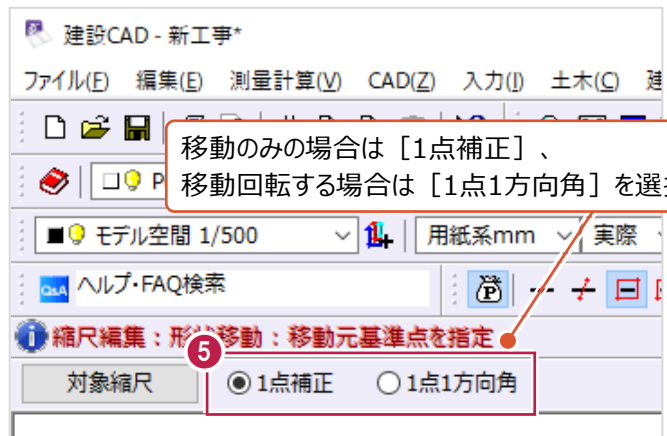 建設CAD - 新工事*
ファイル(F) 編集(E) 測量計算(V) CAD(Z) 入力(I) 土木(C)
移動のみの場合は［1点補正］、
移動回転する場合は［1点1方向角］を選
P
モデル空間 1/500 用紙系mm 実際
Q&A ヘルプ・FAQ検索 P
縮尺編集：形状移動：移動元基準点を指定
5
対象縮尺 1点補正 1点1方向角